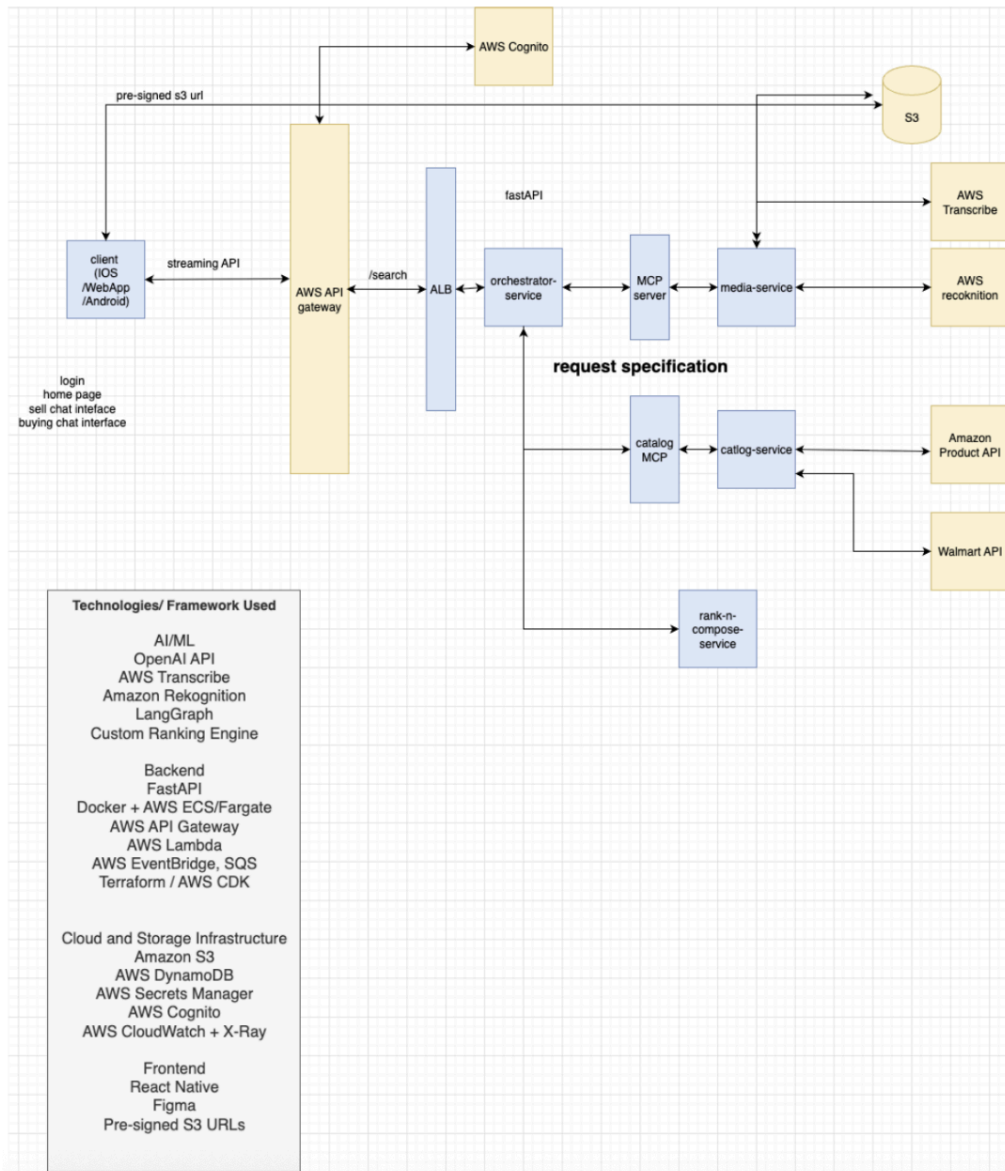 AWS Cognito
pre-signed s3 url
S3
fastAPI
AWS
Transcribe
client
(IOS
/WebApp
/Android)
streaming API
AWS API
gateway
/search
ALB
orchestrator-
service
MCP
server
media-service
AWS
recoknition
request specification
login
home page
sell chat inteface
buying chat interface
catalog
MCP
catlog-service
Amazon
Product API
Walmart API
rank-n-
compose-
service
Technologies/ Framework Used
AI/ML
OpenAI API
AWS Transcribe
Amazon Rekognition
LangGraph
Custom Ranking Engine
Backend
FastAPI
Docker + AWS ECS/Fargate
AWS API Gateway
AWS Lambda
AWS EventBridge, SQS
Terraform / AWS CDK
Cloud and Storage Infrastructure
Amazon S3
AWS DynamoDB
AWS Secrets Manager
AWS Cognito
AWS CloudWatch + X-Ray
Frontend
React Native
Figma
Pre-signed S3 URLs